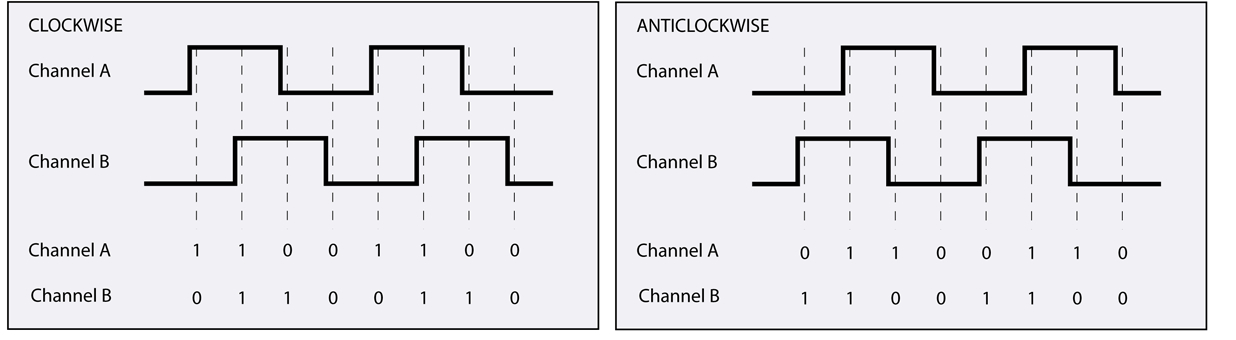 CLOCKWISE
Channel A
Channel B
Channel A 1 1 0 0 1 1 0 0
Channel B 0 1 1 0 0 1 1 0
ANTICLOCKWISE
Channel A
Channel B
Channel A 0 1 1 0 0 1 1 0
Channel B 1 1 0 0 1 1 0 0